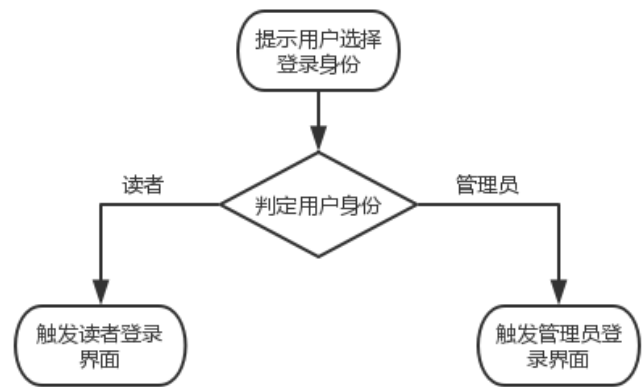 提示用户选择
登录身份
读者
管理员
判定用户身份
触发读者登录
界面
触发管理员登
录界面